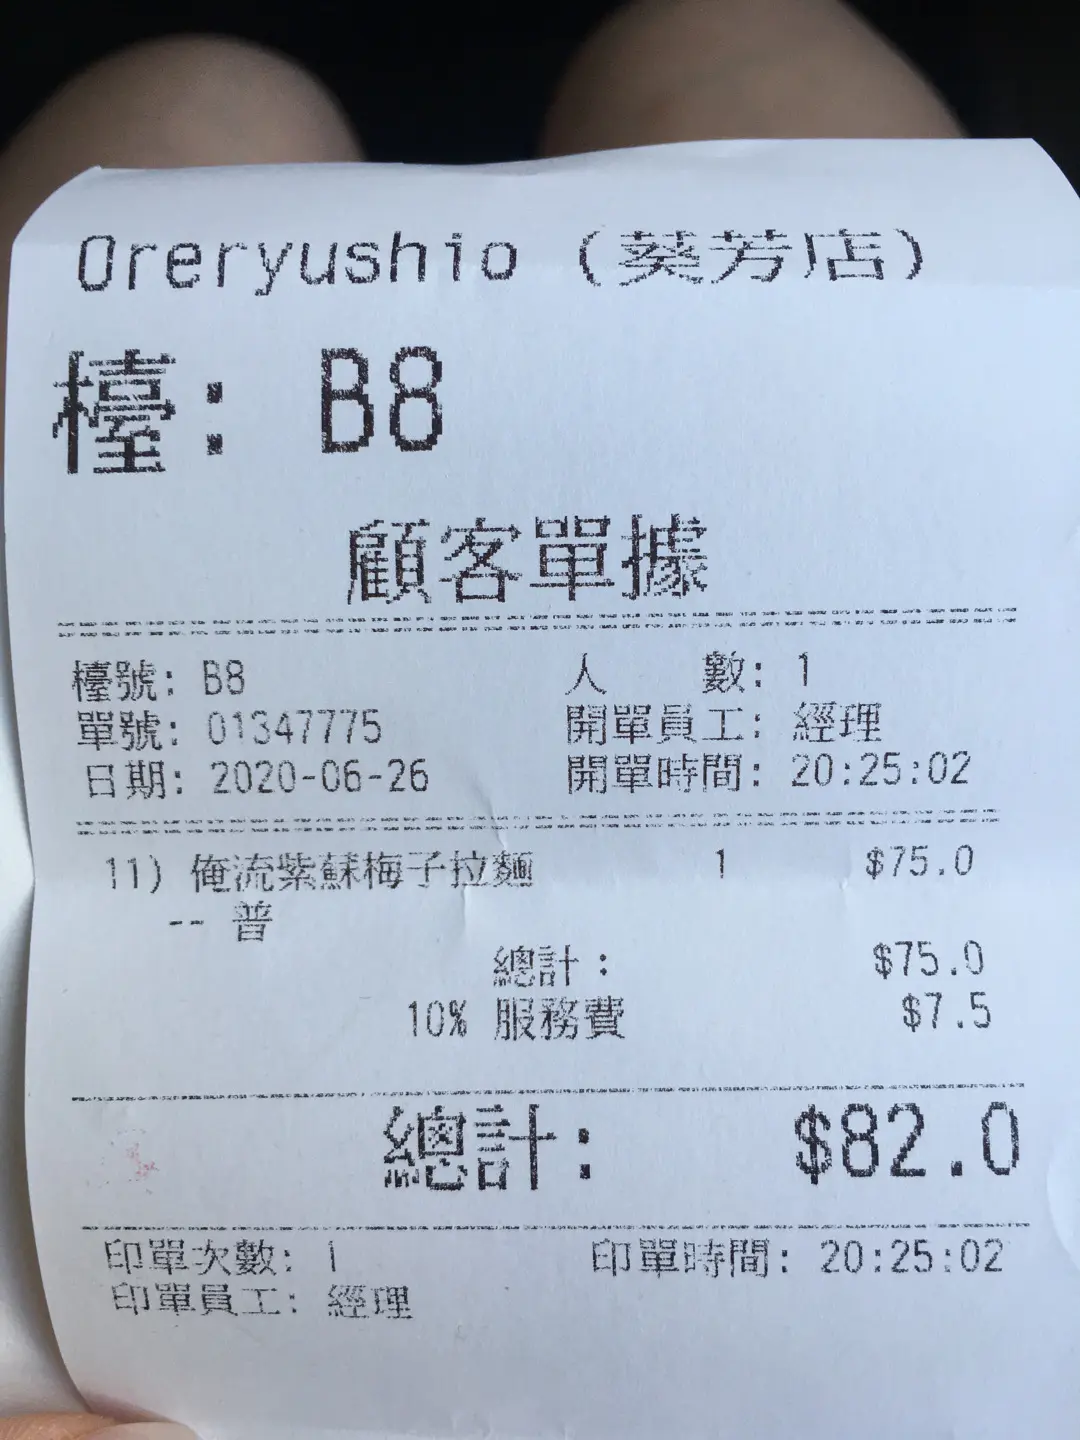 Oreryushio (葵芳店)
檯: B8
顧客單據
檯號: B8 人 數: 1
單號: 01347775 開單員工: 經理
日期: 2020-06-26 開單時間: 20:25:02
11) 俺流紫蘇梅子拉麵 1 $75.0
-- 普
總計: $75.0
10% 服務費 $7.5
總計: $82.0
印單次數: 1 印單時間: 20:25:02
印單員工: 經理